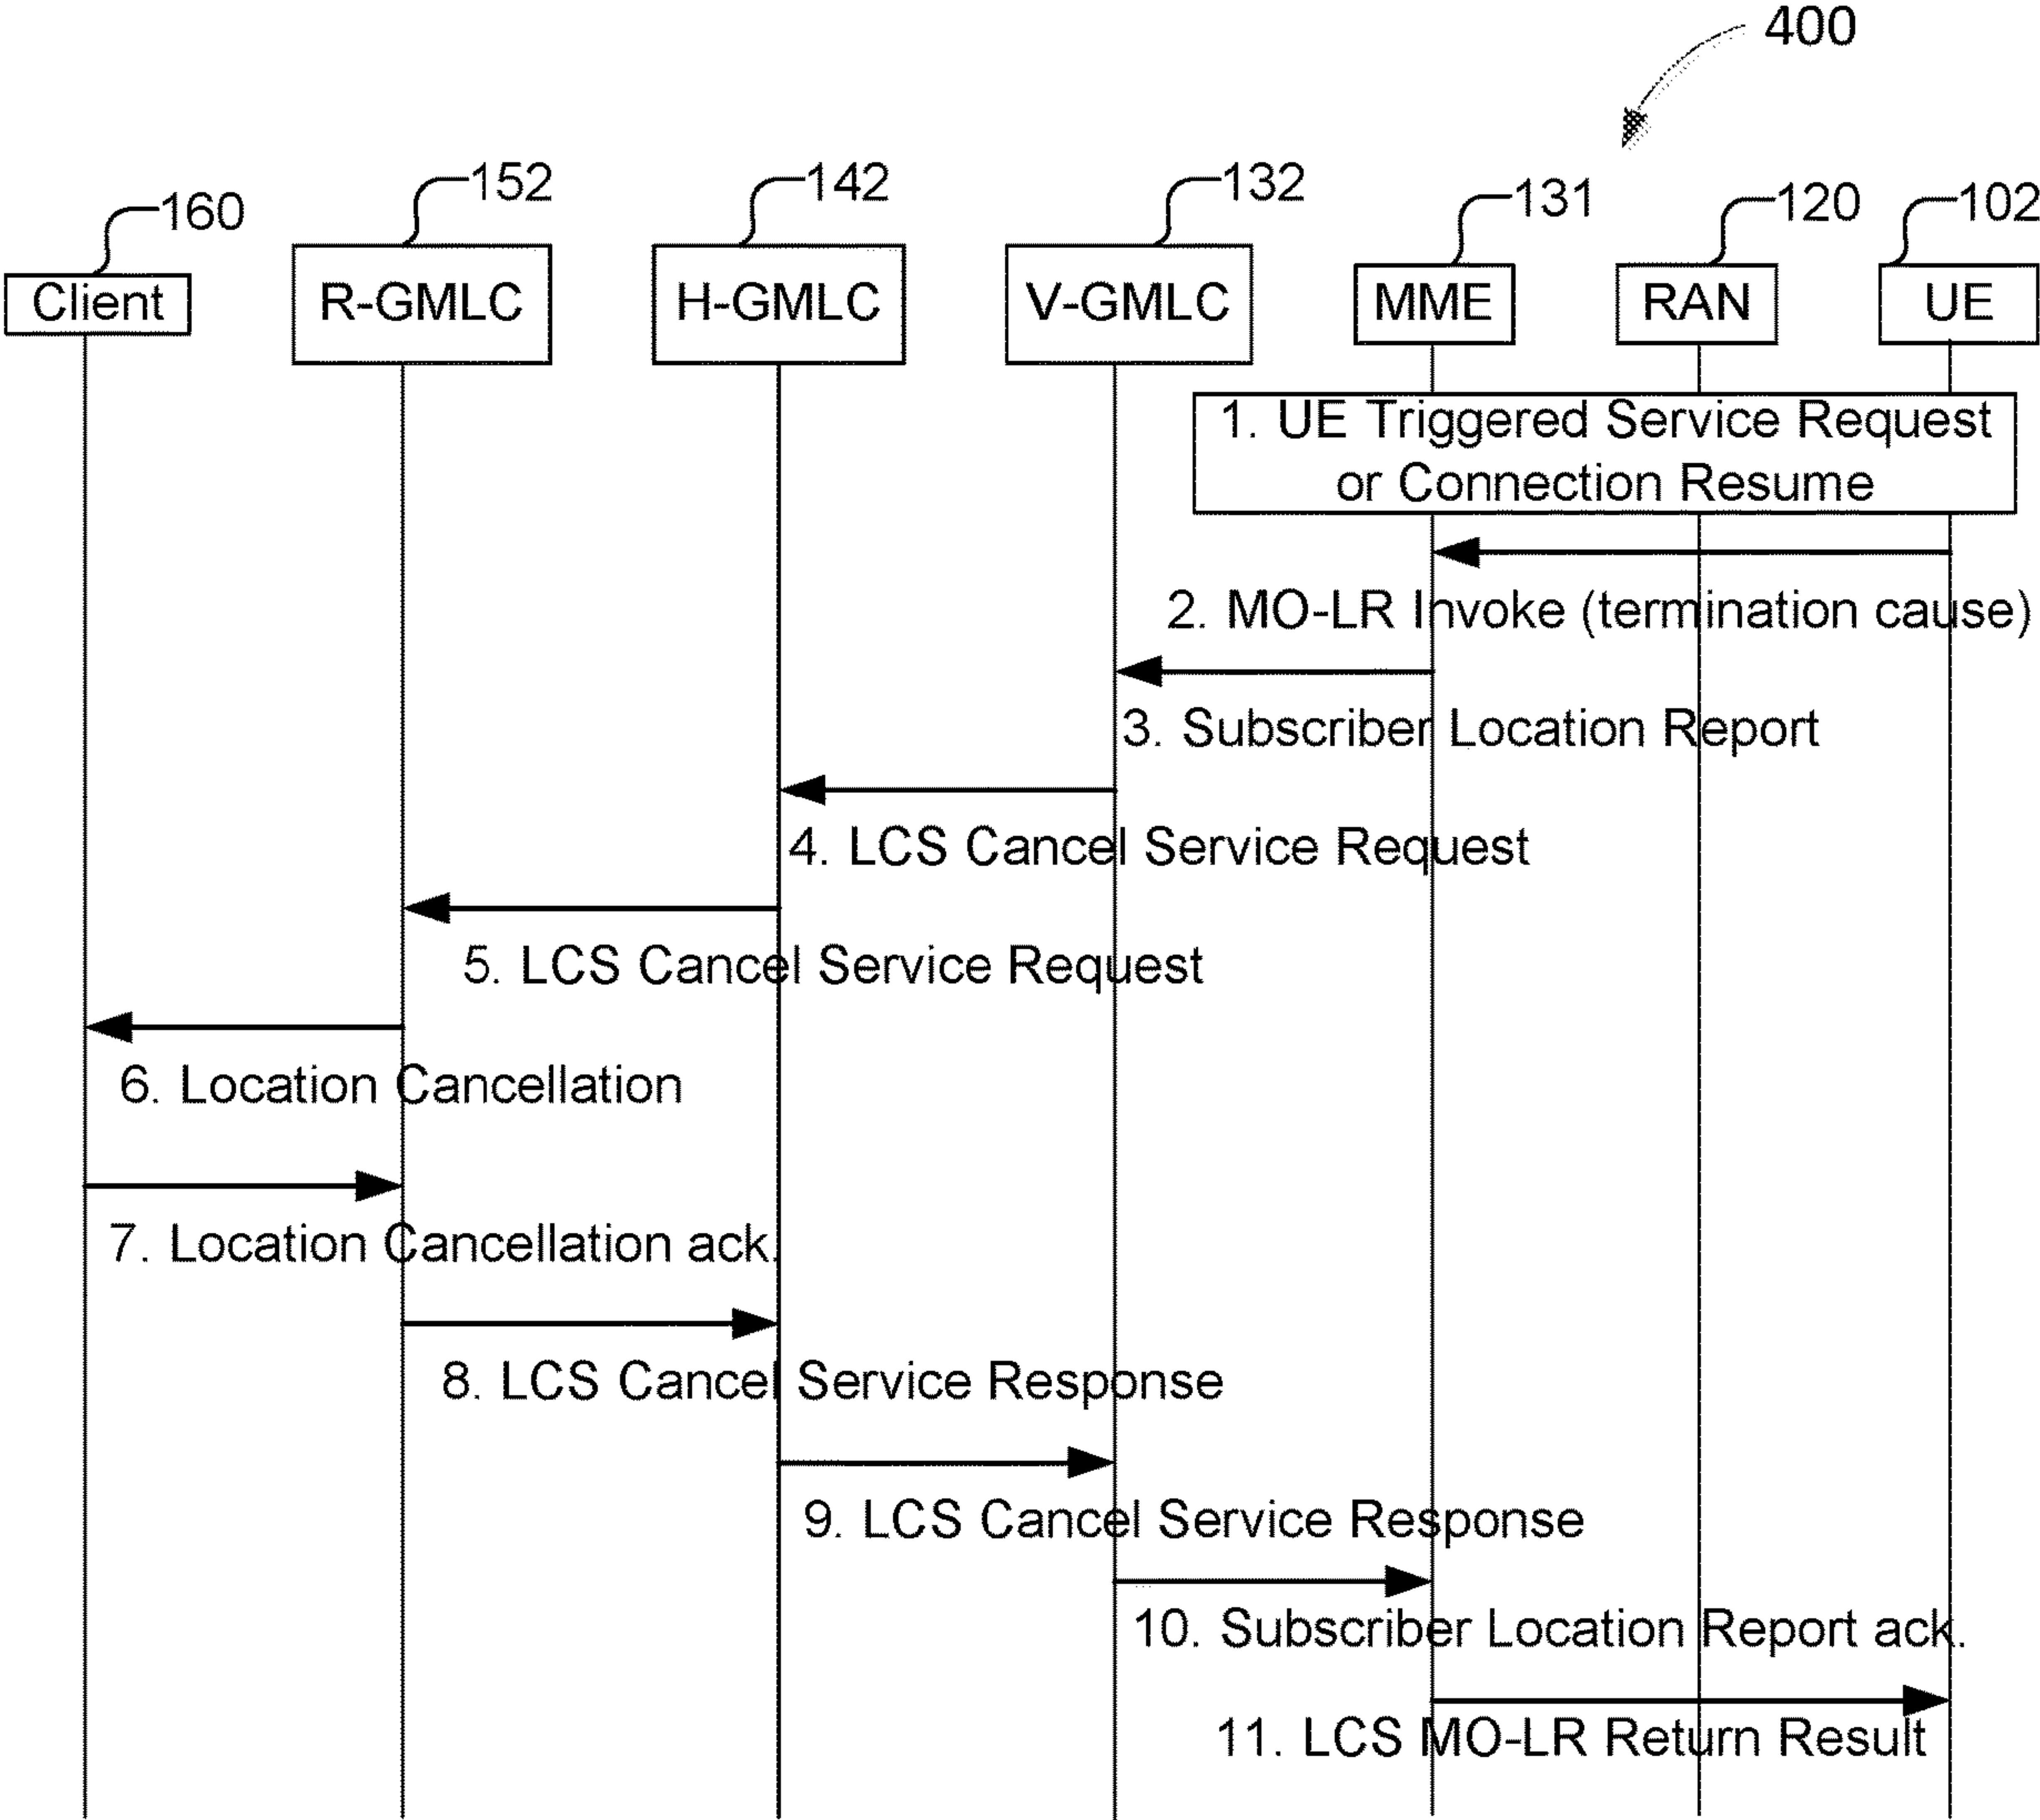 400
160
152
142
132
131
120
102
Client
R-GMLC
H-GMLC
V-GMLC
MME
RAN
UE
1. UE Triggered Service Request
or Connection Resume
2. MO-LR Invoke (termination cause)
3. Subscriber Location Report
4. LCS Cancel Service Request
5. LCS Cancel Service Request
6. Location Cancellation
7. Location Cancellation ack.
8. LCS Cancel Service Response
9. LCS Cancel Service Response
10. Subscriber Location Report ack.
11. LCS MO-LR Return Result